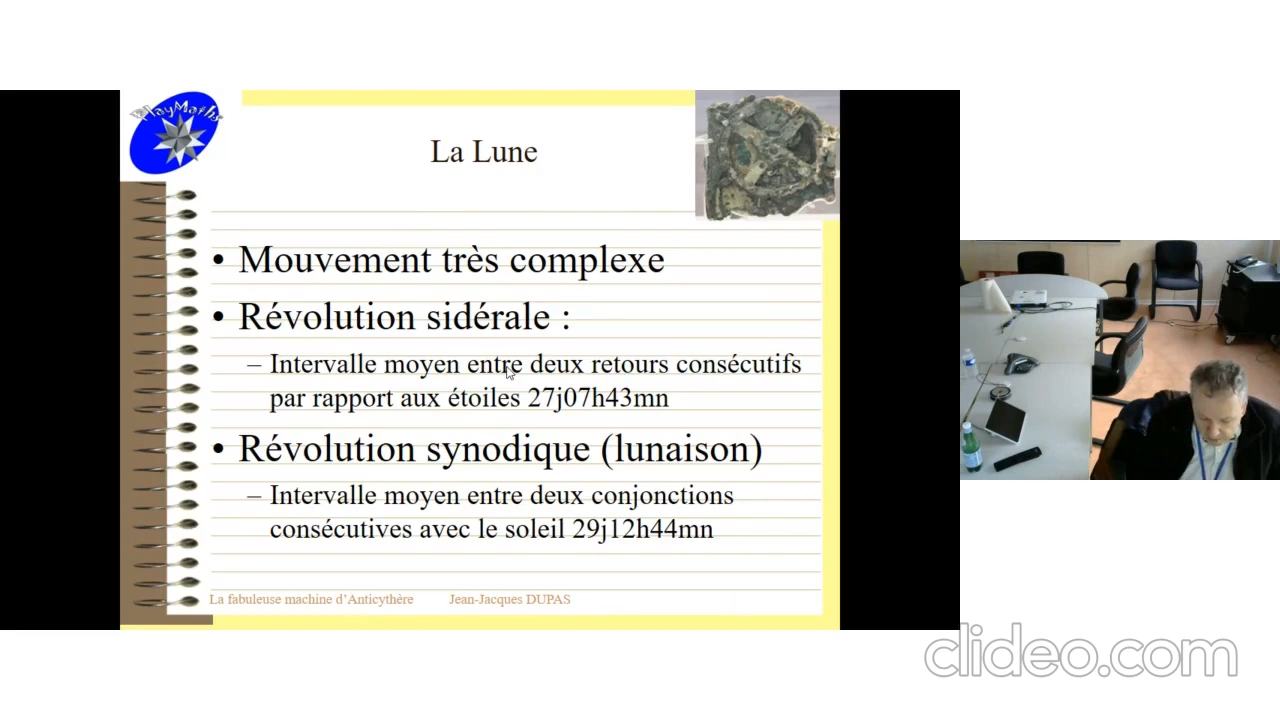 PlayMaths
La Lune
• Mouvement très complexe
• Révolution sidérale :
– Intervalle moyen entre deux retours consécutifs
par rapport aux étoiles 27j07h43mn
• Révolution synodique (lunaison)
– Intervalle moyen entre deux conjonctions
consécutives avec le soleil 29j12h44mn
La fabuleuse machine d’Anticythère Jean-Jacques DUPAS
clideo.com